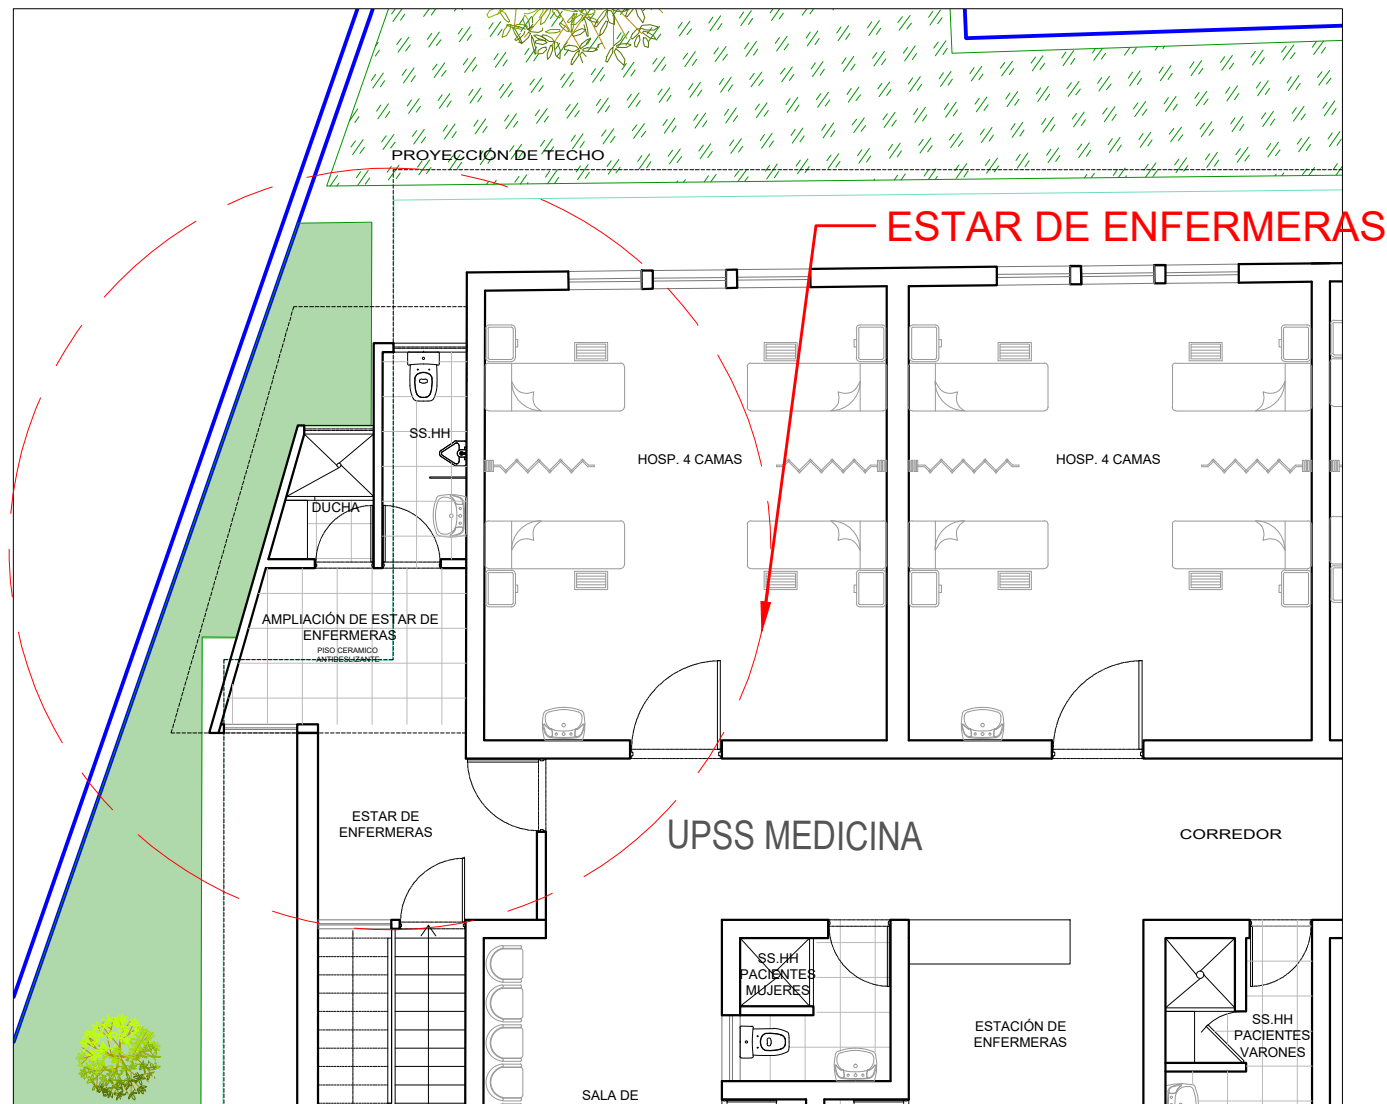 PROYECCIÓN DE TECHO
ESTAR DE ENFERMERAS
SS.HH
HOSP. 4 CAMAS
HOSP. 4 CAMAS
DUCHA
AMPLIACIÓN DE ESTAR DE
ENFERMERAS
PISO CERAMICO
ANTIDESLIZANTE
ESTAR DE
ENFERMERAS
UPSS MEDICINA
CORREDOR
SS.HH
PACIENTES
MUJERES
ESTACIÓN DE
ENFERMERAS
SS.HH
PACIENTES
VARONES
SALA DE